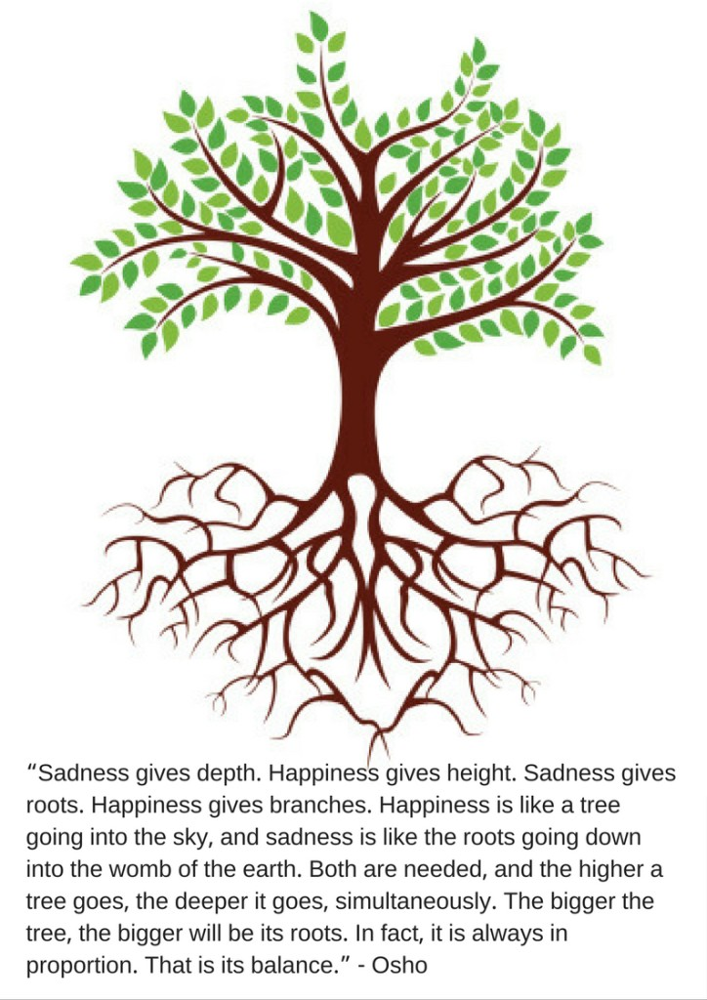 “Sadness gives depth. Happiness gives height. Sadness gives
roots. Happiness gives branches. Happiness is like a tree
going into the sky, and sadness is like the roots going down
into the womb of the earth. Both are needed, and the higher a
tree goes, the deeper it goes, simultaneously. The bigger the
tree, the bigger will be its roots. In fact, it is always in
proportion. That is its balance.” - Osho